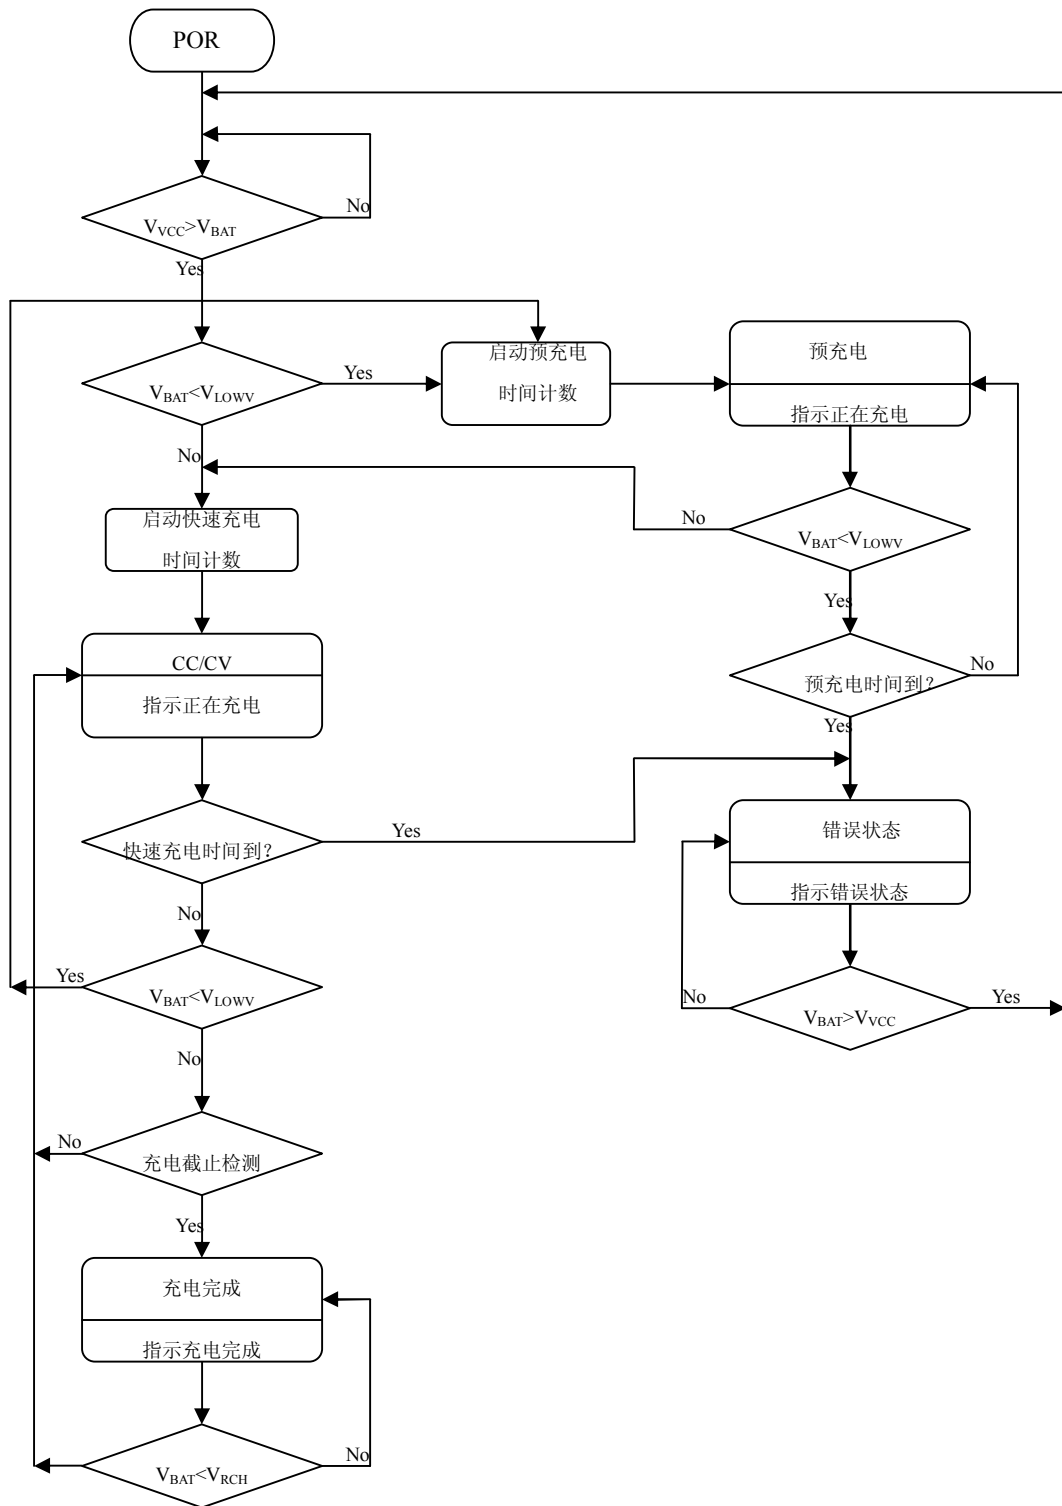 POR
No
VVCC>VBAT
Yes
启动预充电
时间计数
预充电
指示正在充电
Yes
VBAT<VLOWV
No
启动快速充电
时间计数
No
VBAT<VLOWV
Yes
CC/CV
指示正在充电
No
预充电时间到?
Yes
快速充电时间到?
Yes
错误状态
指示错误状态
No
Yes
VBAT<VLOWV
No
VBAT>VVCC
Yes
No
No
充电截止检测
Yes
充电完成
指示充电完成
VBAT<VRCH
No